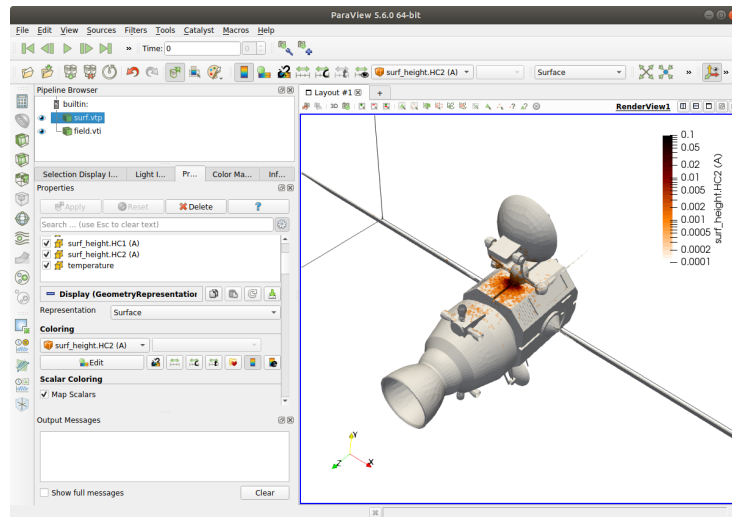 ParaView 5.6.0 64-bit
File Edit View Sources Filters Tools Catalyst Macros Help
» Time: 0 0
surf_height.HC2 (A) Surface »
Pipeline Browser
builtin:
surf.vtp
field.vti
Selection Display I... Light I... Pr... Color Ma... Inf...
Properties
Apply Reset Delete ?
Search ... (use Esc to clear text)
surf_height.HC1 (A)
surf_height.HC2 (A)
temperature
Display (GeometryRepresentation
Representation Surface
Coloring
surf_height.HC2 (A)
Edit
Scalar Coloring
Map Scalars
Output Messages
Show full messages Clear
Layout #1 +
3D RenderView1
0.1
0.05
0.02
0.01
0.005
0.002
0.001
0.0005
0.0002
0.0001
surf_height.HC2 (A)
Y
Z X